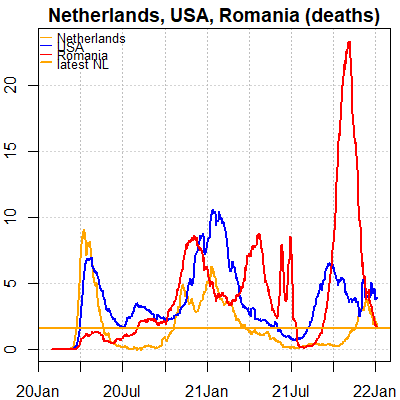 Netherlands, USA, Romania (deaths)
Netherlands
USA
Romania
latest NL
20
15
10
5
0
20Jan 20Jul 21Jan 21Jul 22Jan